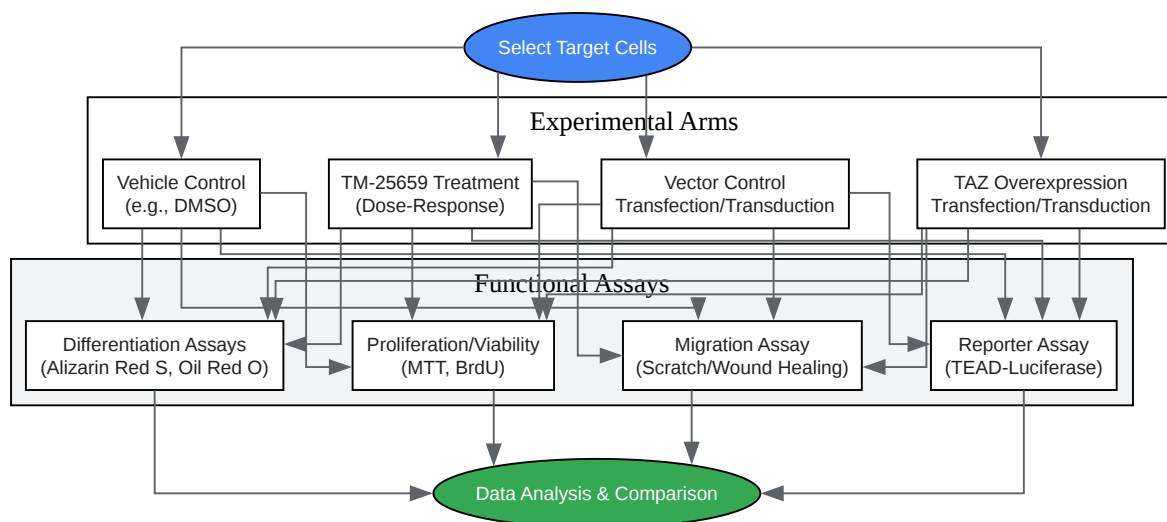 Select Target Cells
Experimental Arms
Vehicle Control
(e.g., DMSO)
TM-25659 Treatment
(Dose-Response)
Vector Control
Transfection/Transduction
TAZ Overexpression
Transfection/Transduction
Functional Assays
Differentiation Assays
(Alizarin Red S, Oil Red O)
Proliferation/Viability
(MTT, BrdU)
Migration Assay
(Scratch/Wound Healing)
Reporter Assay
(TEAD-Luciferase)
Data Analysis & Comparison